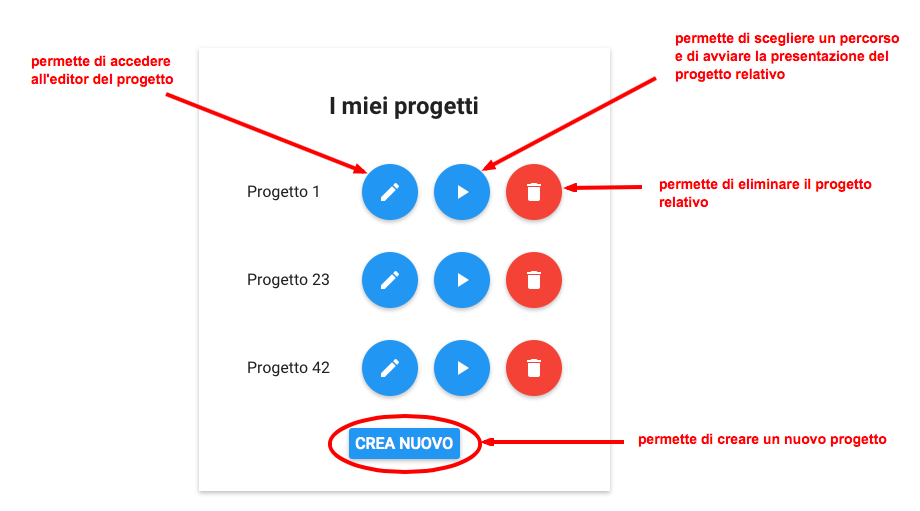 permette di accedere
all'editor del progetto
permette di scegliere un percorso
e di avviare la presentazione del
progetto relativo
I miei progetti
Progetto 1
permette di eliminare il progetto
relativo
Progetto 23
Progetto 42
CREA NUOVO
permette di creare un nuovo progetto